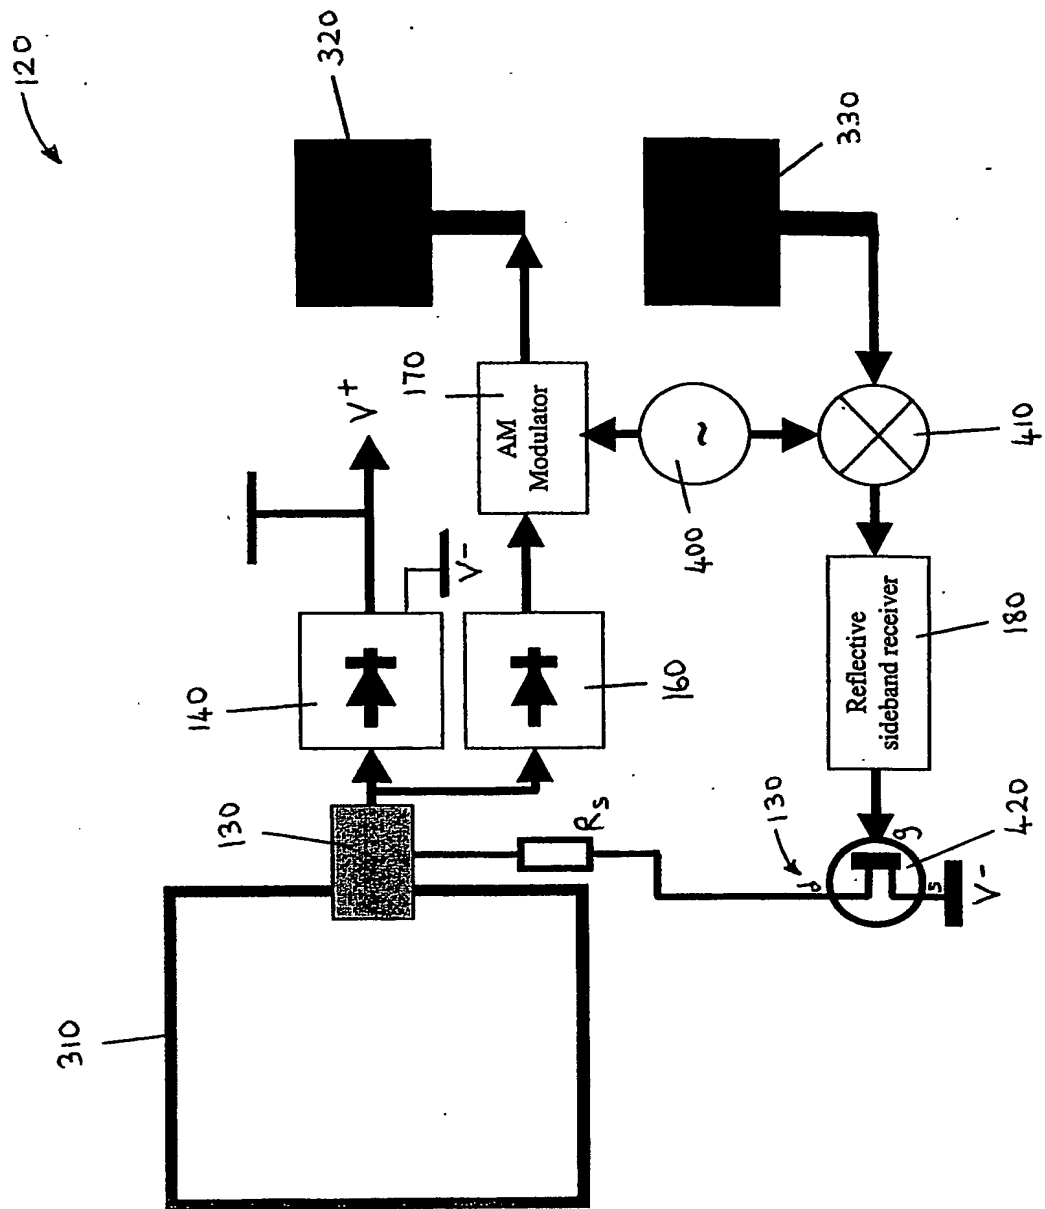 120
320
330
V+
170
AM
Modulator
~
400
410
V-
140
160
Reflective
sideband receiver
180
130
Rs
130
d
g
s
420
V-
310